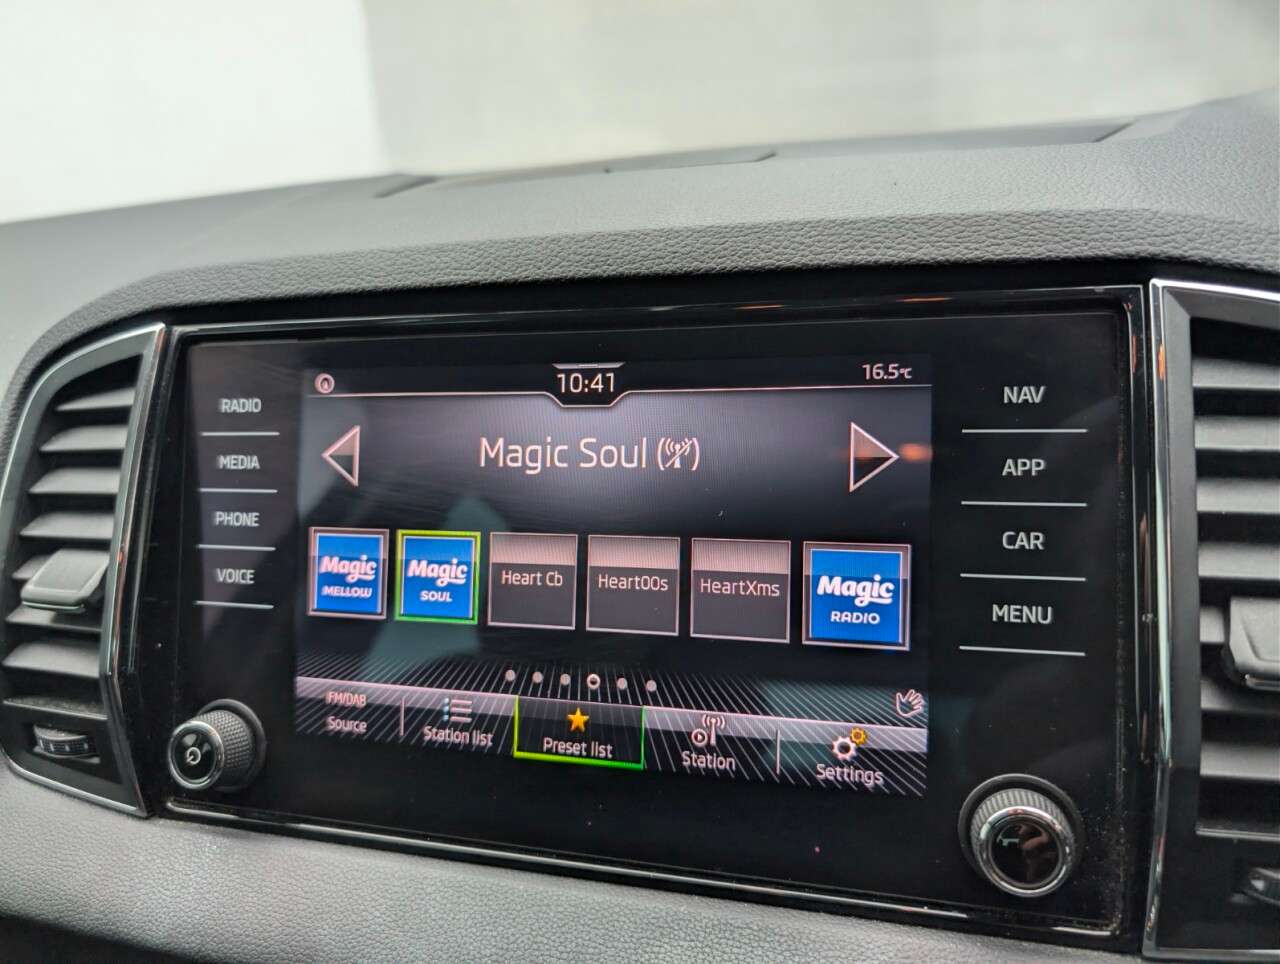 10:41
16.5°C
RADIO
MEDIA
PHONE
VOICE
Magic Soul
Magic
MELLOW
Magic
SOUL
Heart Cb
Heart00s
HeartXms
Magic
RADIO
FM/DAB
Source
Station list
Preset list
Station
Settings
NAV
APP
CAR
MENU